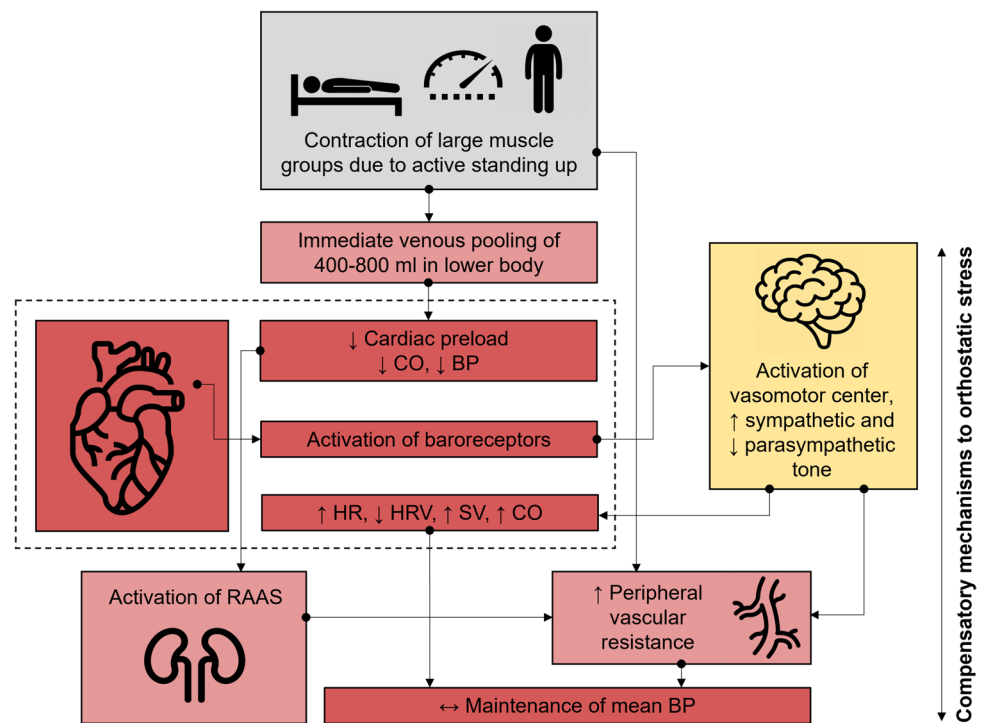 Contraction of large muscle
groups due to active standing up
Immediate venous pooling of
400-800 ml in lower body
↓ Cardiac preload
↓ CO, ↓ BP
Activation of baroreceptors
↑ HR, ↓ HRV, ↑ SV, ↑ CO
Activation of vasomotor center,
↑ sympathetic and
↓ parasympathetic
tone
Activation of RAAS
↑ Peripheral
vascular
resistance
↔ Maintenance of mean BP
Compensatory mechanisms to orthostatic stress